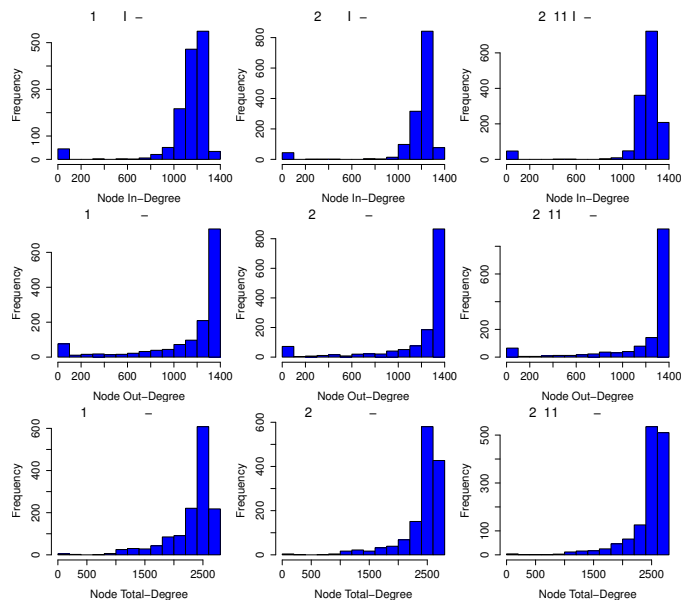 1 I –
2 I –
2 11 I –
Frequency
0 100 300 500
0 200 600 1000 1400
Node In−Degree
Frequency
0 200 400 600 800
0 200 600 1000 1400
Node In−Degree
Frequency
0 200 400 600
0 200 600 1000 1400
Node In−Degree
1 –
2 –
2 11 –
Frequency
0 200 400 600
0 200 600 1000 1400
Node Out−Degree
Frequency
0 200 400 600 800
0 200 600 1000 1400
Node Out−Degree
Frequency
0 200 600
0 200 600 1000 1400
Node Out−Degree
1 –
2 –
2 11 –
Frequency
0 200 400 600
0 500 1500 2500
Node Total−Degree
Frequency
0 200 400 600
0 500 1500 2500
Node Total−Degree
Frequency
0 100 300 500
0 500 1500 2500
Node Total−Degree